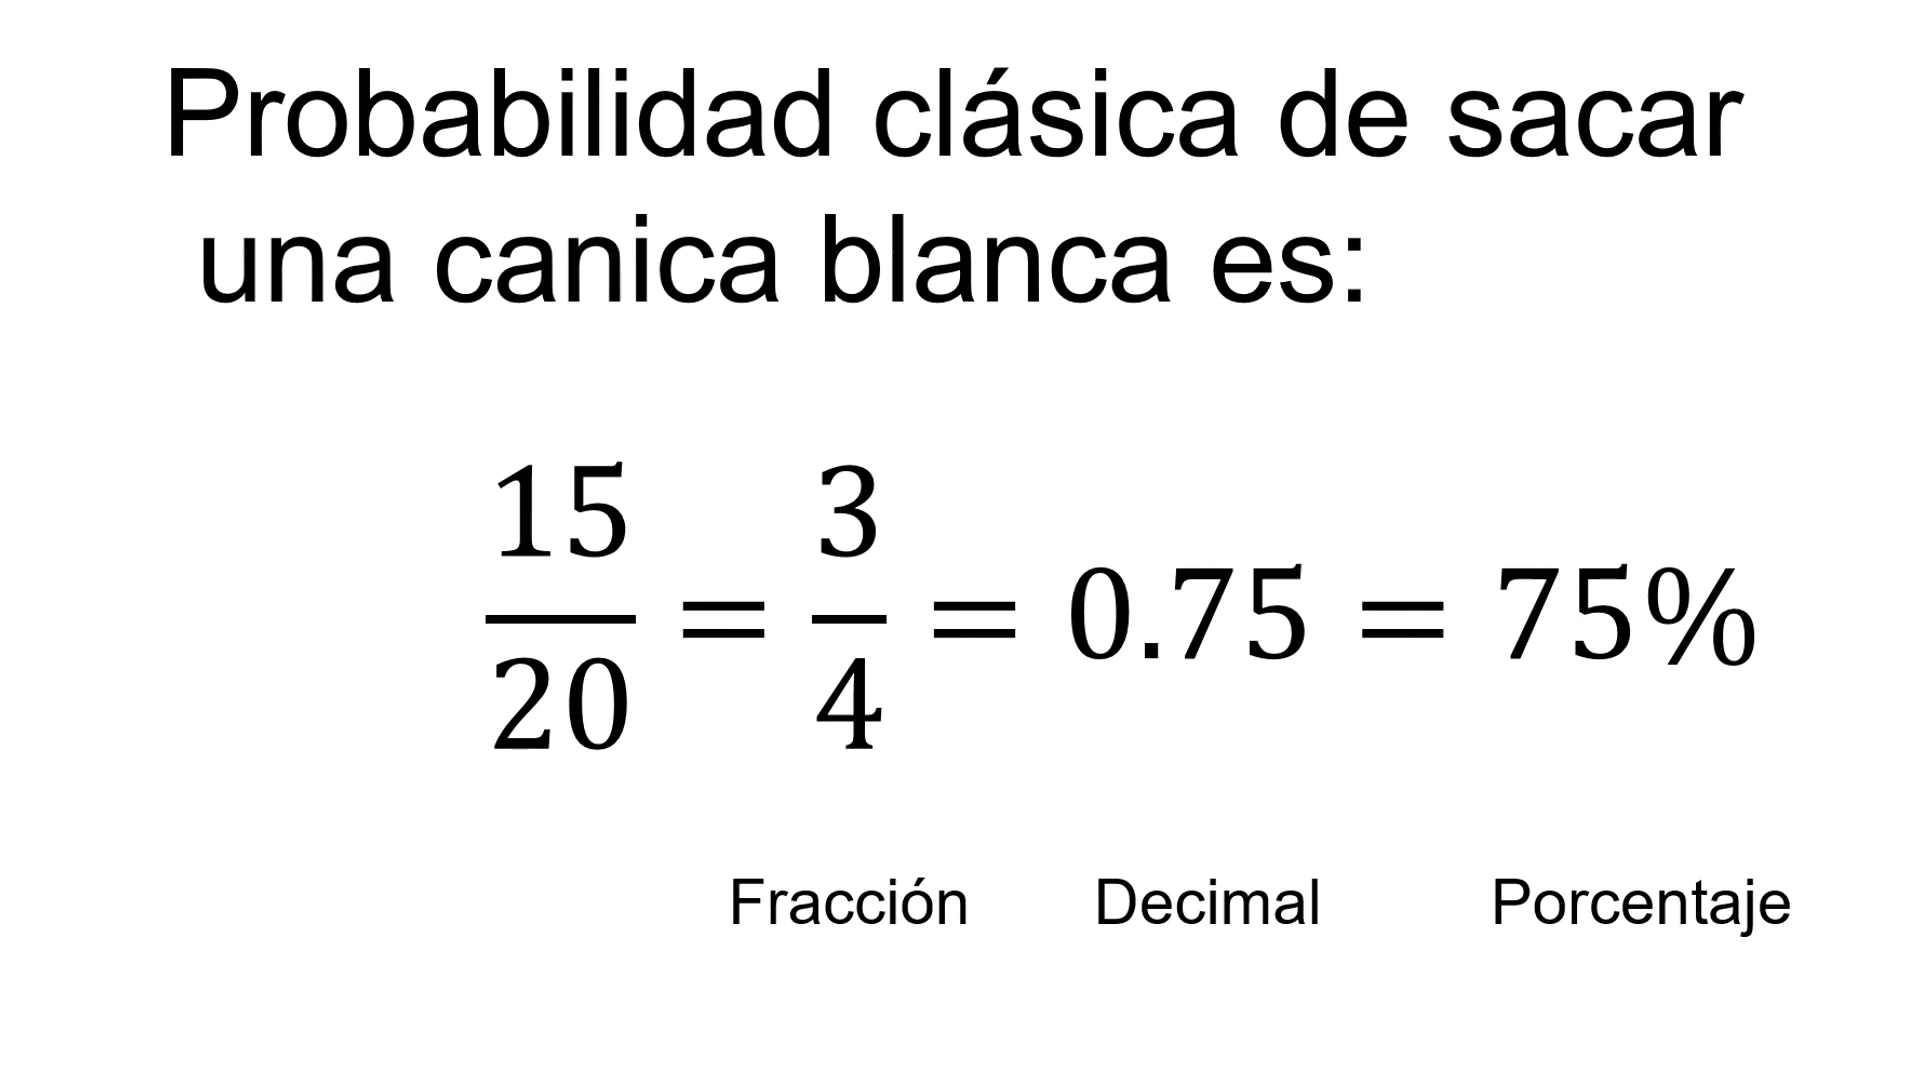 Probabilidad clásica de sacar
una canica blanca es:
15/20 = 3/4 = 0.75 = 75%
Fracción Decimal Porcentaje